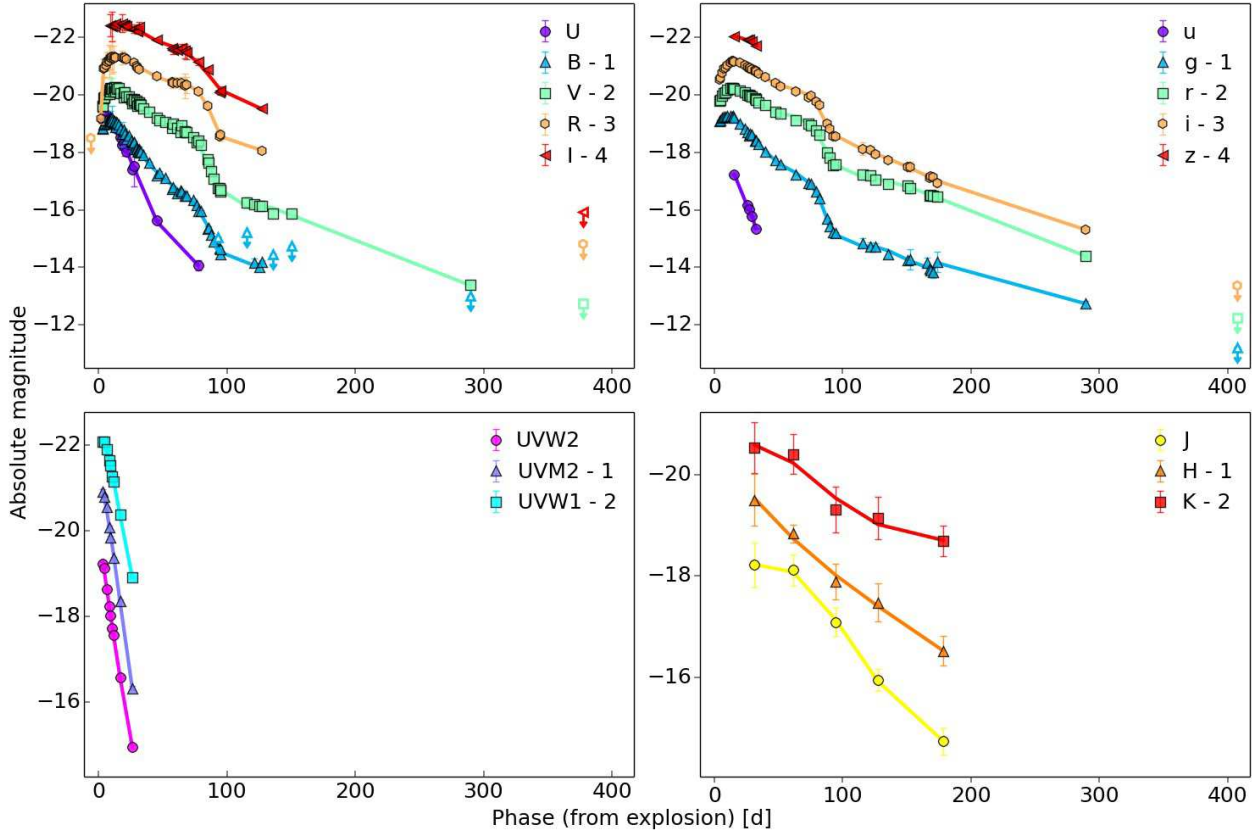 U
B - 1
V - 2
R - 3
I - 4
−22
−20
−18
−16
−14
−12
0
100
200
300
400
u
g - 1
r - 2
i - 3
z - 4
−22
−20
−18
−16
−14
−12
0
100
200
300
400
Absolute magnitude
UVW2
UVM2 - 1
UVW1 - 2
−22
−20
−18
−16
0
100
200
300
400
J
H - 1
K - 2
−20
−18
−16
0
100
200
300
400
Phase (from explosion) [d]